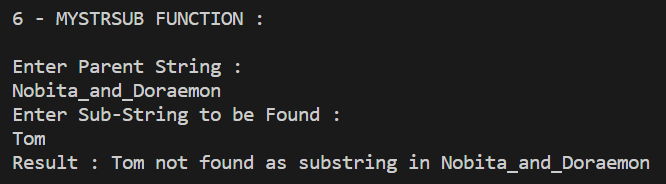 6 - MYSTRSUB FUNCTION :
Enter Parent String :
Nobita_and_Doraemon
Enter Sub-String to be Found :
Tom
Result : Tom not found as substring in Nobita_and_Doraemon